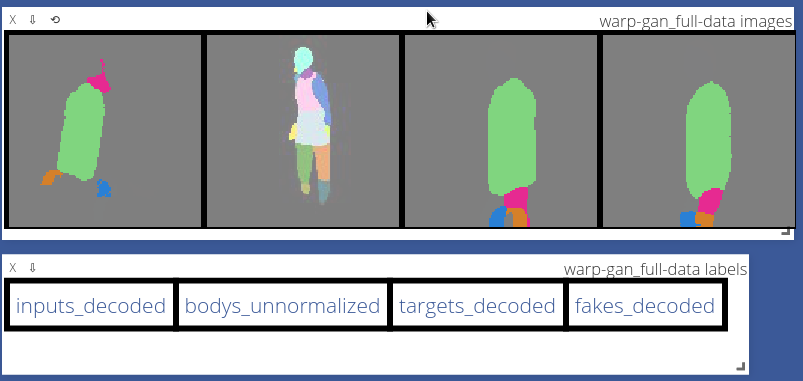 X ⇩ ⟲ warp-gan_full-data images
X ⇩ warp-gan_full-data labels
inputs_decoded bodys_unnormalized targets_decoded fakes_decoded